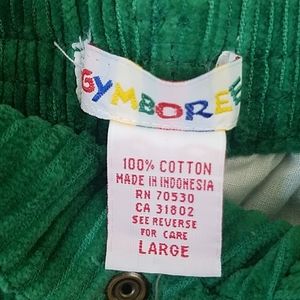 GYMBOREE
100% COTTON
MADE IN INDONESIA
RN 70530
CA 31802
SEE REVERSE
FOR CARE
LARGE